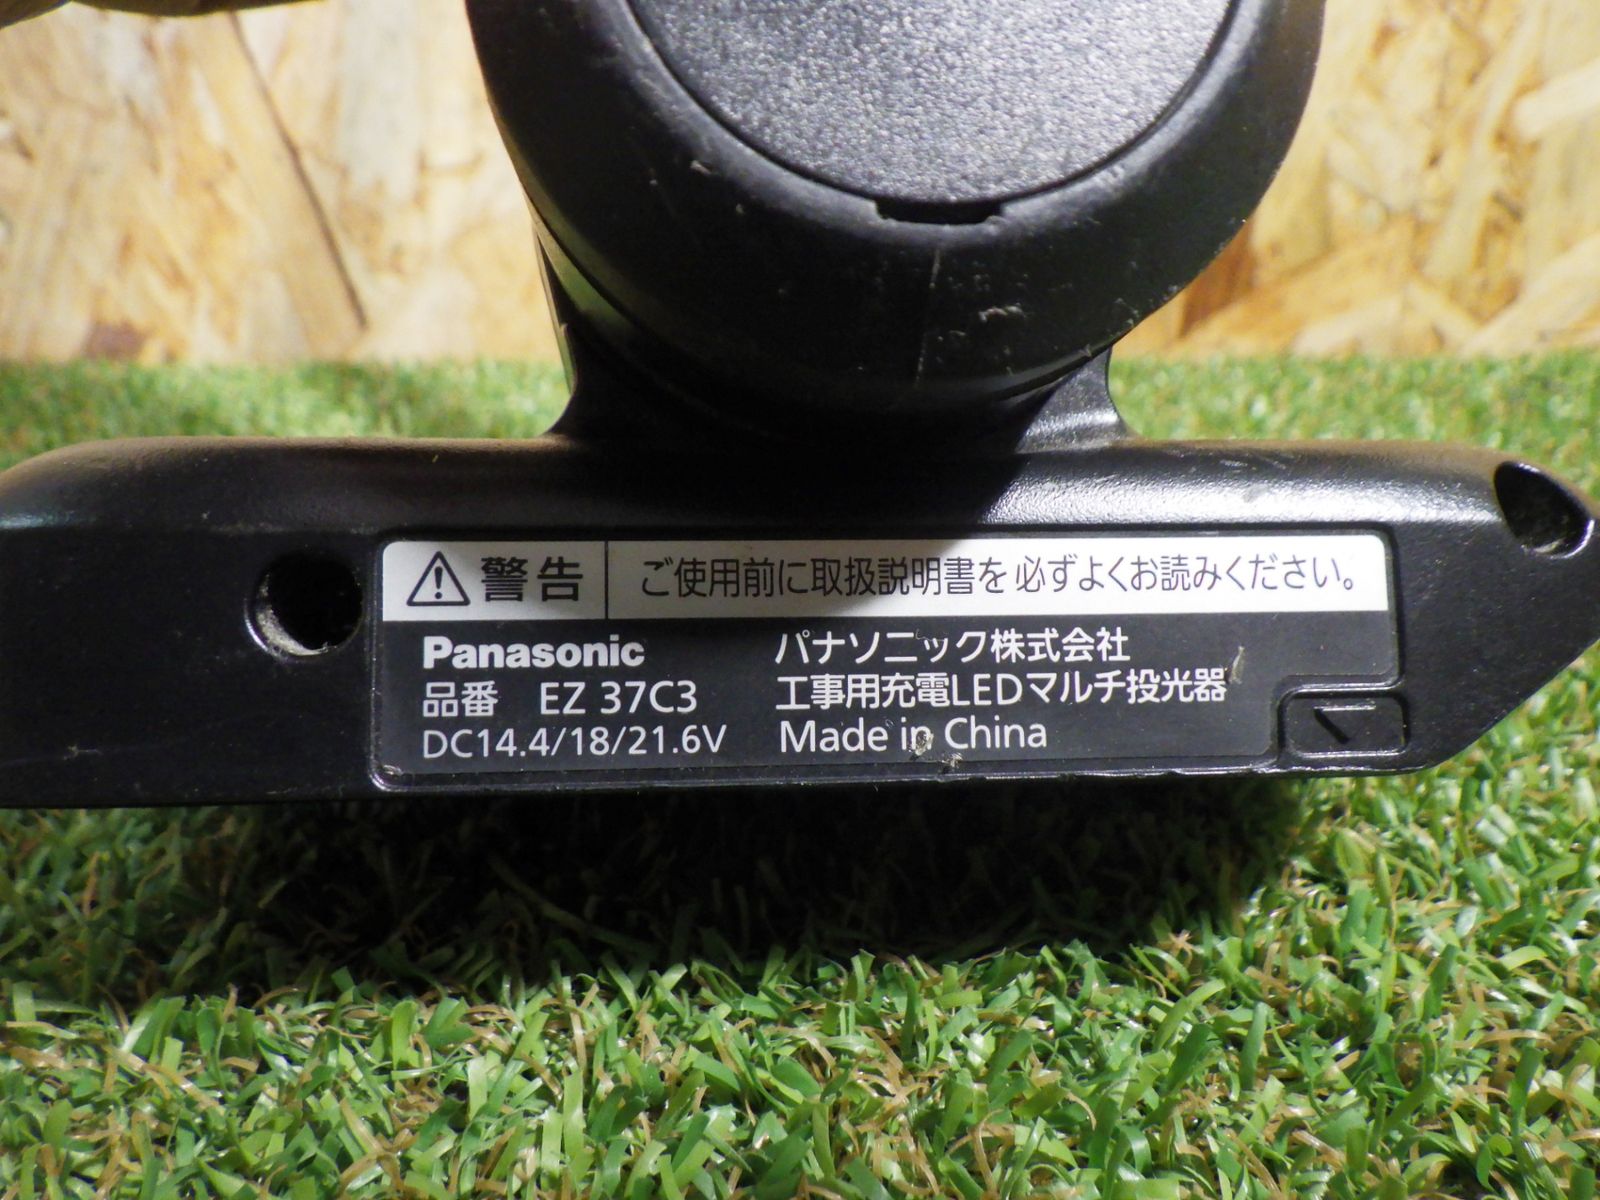 警告 ご使用前に取扱説明書を必ずよくお読みください。
Panasonic パナソニック株式会社
品番 EZ 37C3 工事用充電LEDマルチ投光器
DC14.4/18/21.6V Made in China